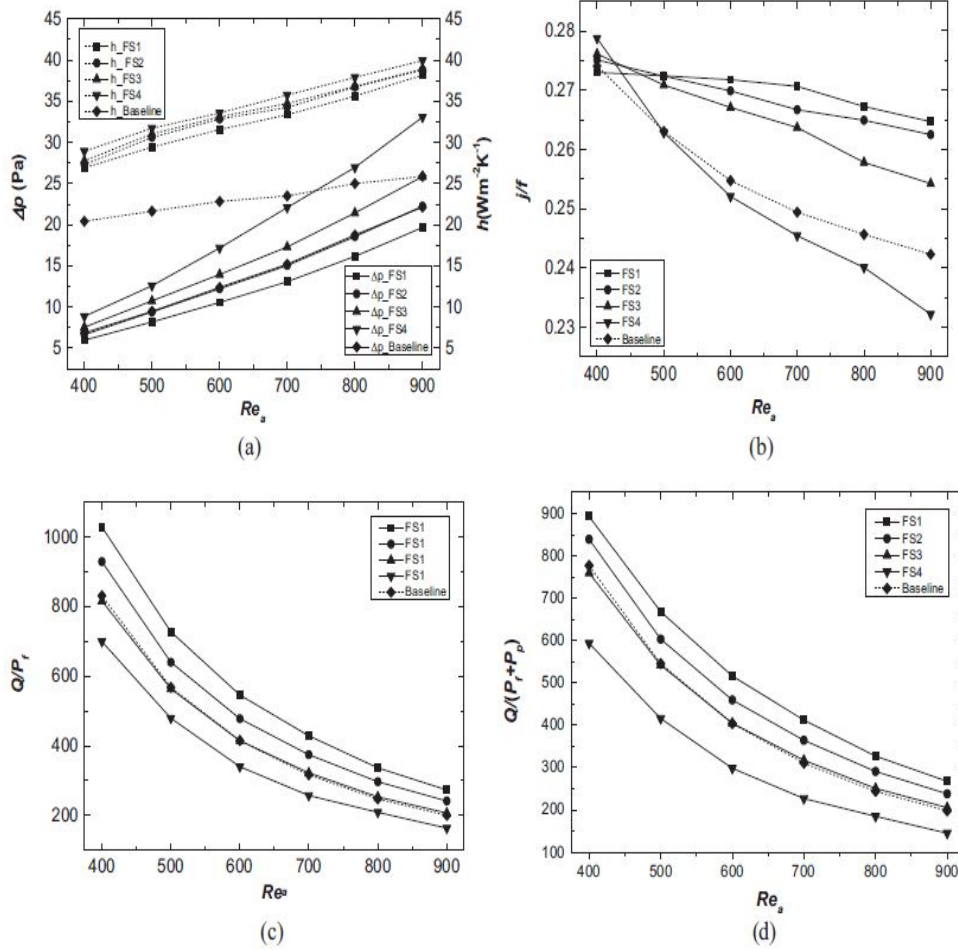 45
40
35
30
25
20
15
10
5
Δp (Pa)
h_FS1
h_ FS2
h_FS3
h_FS4
h_Baseline
Δp_FS1
Δp_FS2
Δp_FS3
Δp_FS4
Δp_Baseline
45
40
35
30
25
20
15
10
5
h(Wm⁻²K⁻¹)
400 500 600 700 800 900
Reₐ
(a)
0.28
0.27
0.26
0.25
0.24
0.23
j/f
FS1
FS2
FS3
FS4
Baseline
400 500 600 700 800 900
Reₐ
(b)
1000
800
600
400
200
Q/P_f
FS1
FS1
FS1
FS1
Baseline
400 500 600 700 800 900
Reᵃ
(c)
900
800
700
600
500
400
300
200
100
Q/(P_f+P_p)
FS1
FS2
FS3
FS4
Baseline
400 500 600 700 800 900
Reₐ
(d)